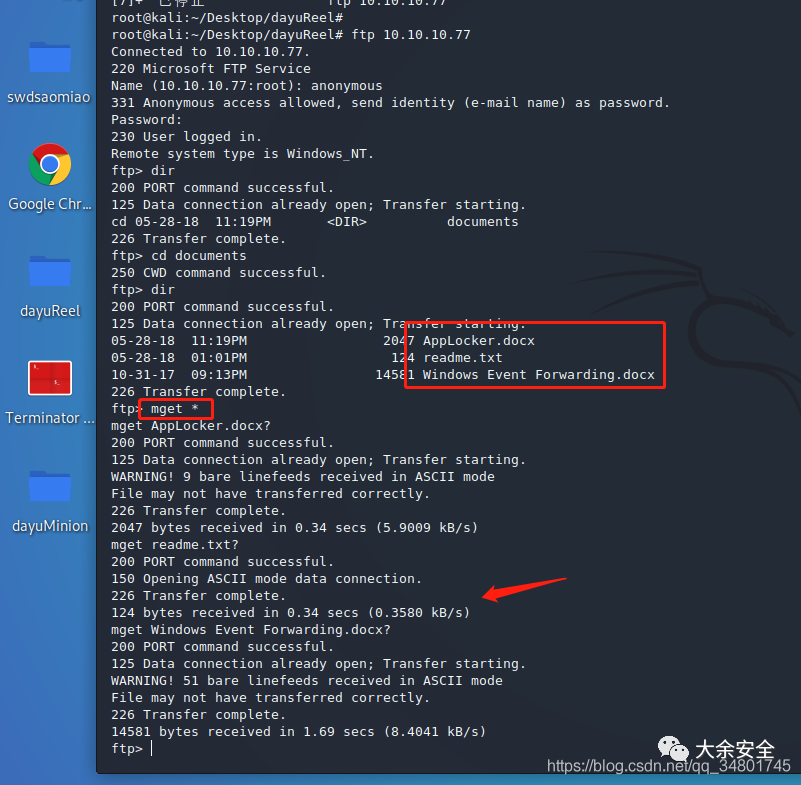 [7]+ 已停止 ftp 10.10.10.77
root@kali:~/Desktop/dayuReel#
root@kali:~/Desktop/dayuReel# ftp 10.10.10.77
Connected to 10.10.10.77.
220 Microsoft FTP Service
Name (10.10.10.77:root): anonymous
331 Anonymous access allowed, send identity (e-mail name) as password.
Password:
230 User logged in.
Remote system type is Windows_NT.
ftp> dir
200 PORT command successful.
125 Data connection already open; Transfer starting.
cd 05-28-18 11:19PM <DIR> documents
226 Transfer complete.
ftp> cd documents
250 CWD command successful.
ftp> dir
200 PORT command successful.
125 Data connection already open; Transfer starting.
05-28-18 11:19PM 2047 AppLocker.docx
05-28-18 01:01PM 124 readme.txt
10-31-17 09:13PM 14581 Windows Event Forwarding.docx
226 Transfer complete.
ftp> mget *
mget AppLocker.docx?
200 PORT command successful.
125 Data connection already open; Transfer starting.
WARNING! 9 bare linefeeds received in ASCII mode
File may not have transferred correctly.
226 Transfer complete.
2047 bytes received in 0.34 secs (5.9009 kB/s)
mget readme.txt?
200 PORT command successful.
150 Opening ASCII mode data connection.
226 Transfer complete.
124 bytes received in 0.34 secs (0.3580 kB/s)
mget Windows Event Forwarding.docx?
200 PORT command successful.
125 Data connection already open; Transfer starting.
WARNING! 51 bare linefeeds received in ASCII mode
File may not have transferred correctly.
226 Transfer complete.
14581 bytes received in 1.69 secs (8.4041 kB/s)
ftp>
swdsaomiao
Google Chr...
dayuReel
Terminator ...
dayuMinion
大余安全
https://blog.csdn.net/qq_34801745